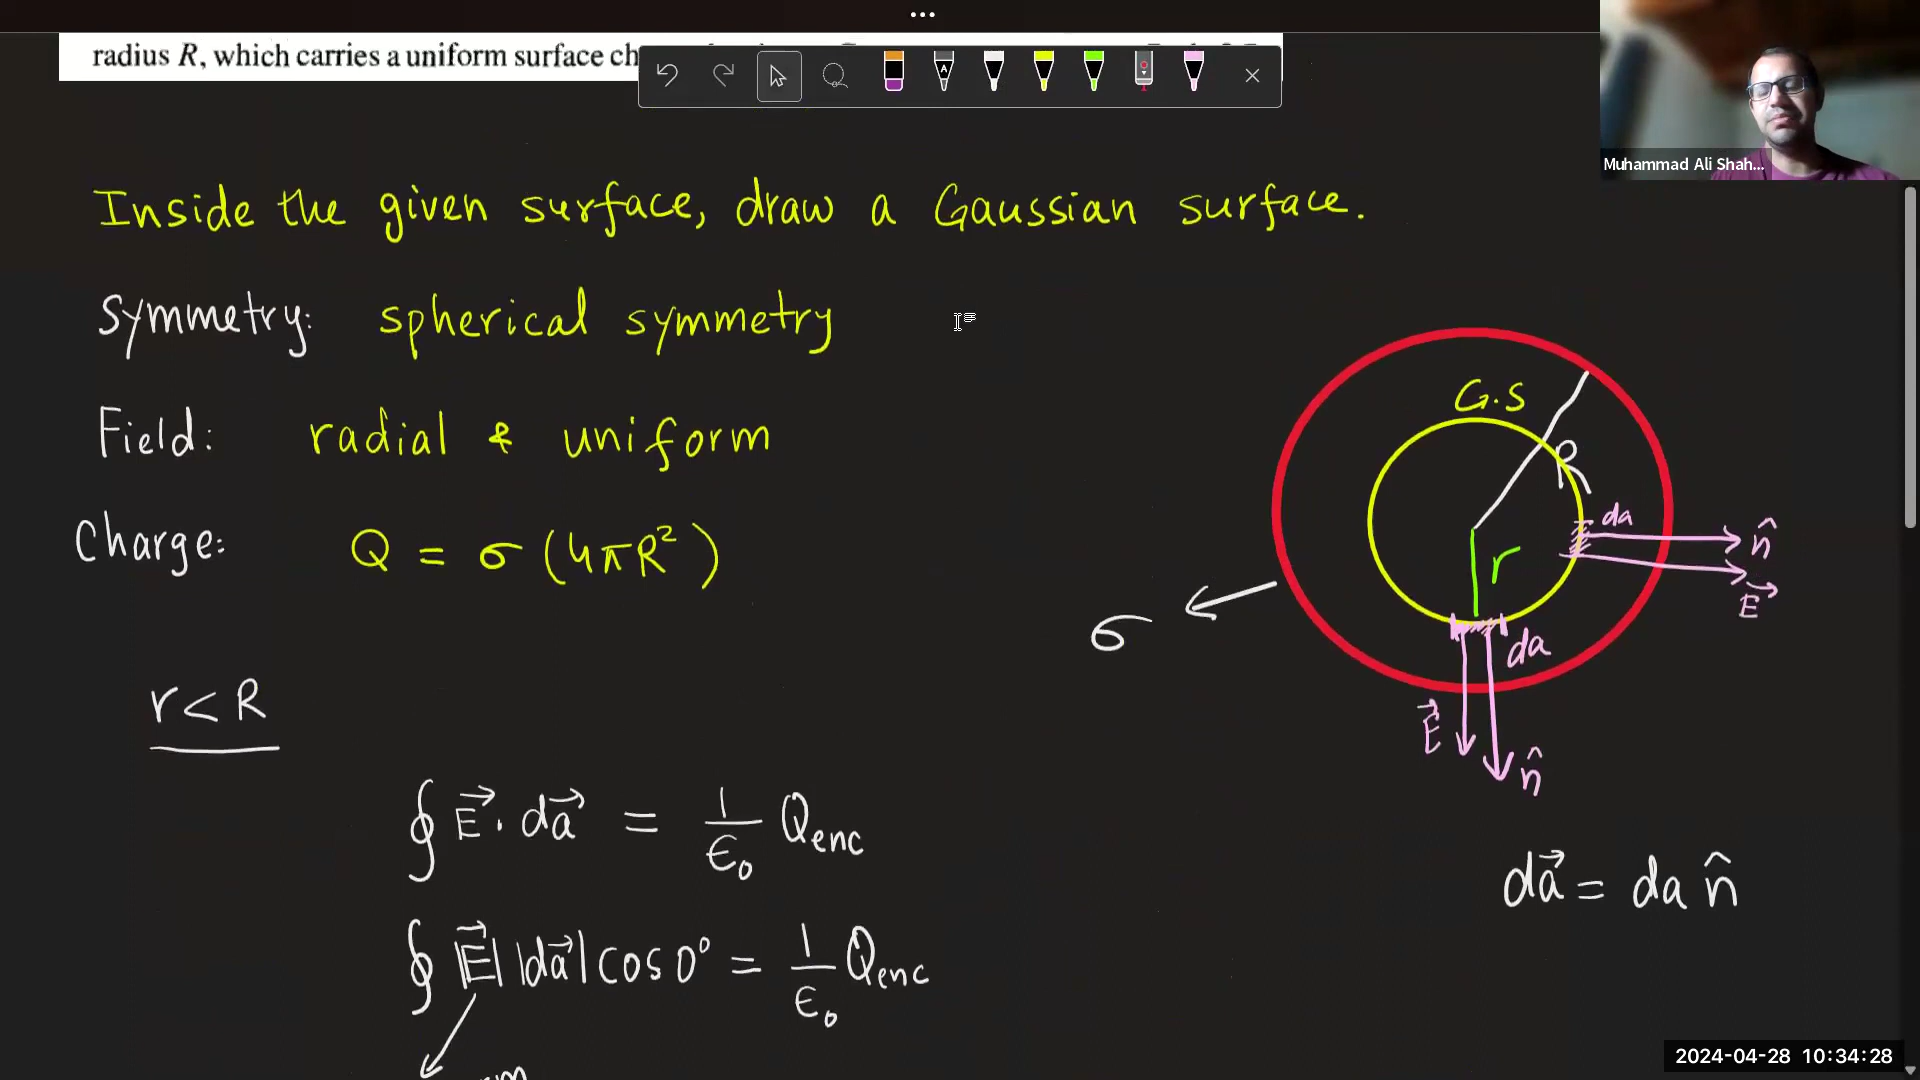 radius R, which carries a uniform surface ch
Muhammad Ali Shah...
Inside the given surface, draw a Gaussian surface.
Symmetry: spherical symmetry
Field: radial & uniform
Charge: Q = σ (4πR²)
G.S
R
da
n̂
r
E⃗
σ
da
E⃗
n̂
r < R
∮ E⃗ · da⃗ = 1/ϵ₀ Qenc
da⃗ = da n̂
∮ |E⃗| |da⃗| cos 0° = 1/ϵ₀ Qenc
2024-04-28 10:34:28